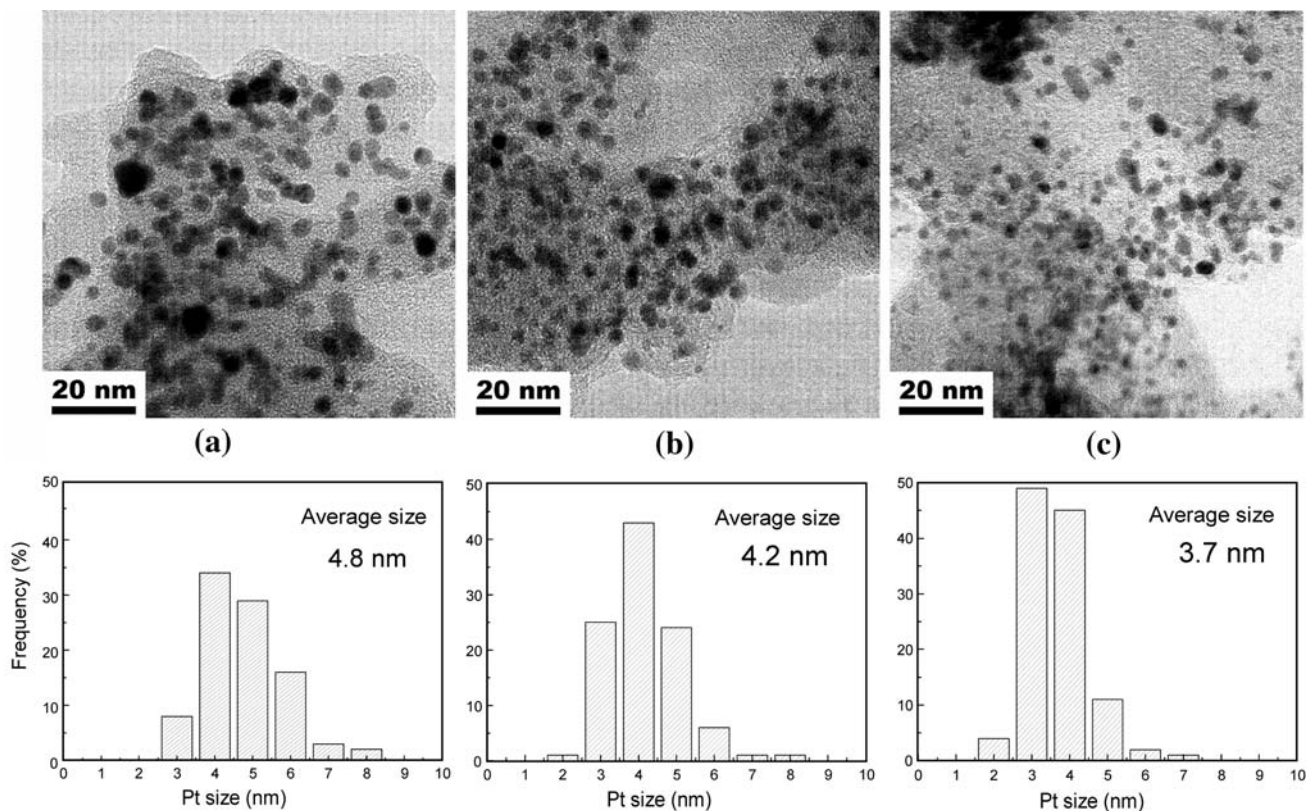 20 nm
20 nm
20 nm
(a)
(b)
(c)
50
40
30
20
10
0
Frequency (%)
Average size
4.8 nm
0 1 2 3 4 5 6 7 8 9 10
Pt size (nm)
50
40
30
20
10
0
Average size
4.2 nm
0 1 2 3 4 5 6 7 8 9 10
Pt size (nm)
50
40
30
20
10
0
Average size
3.7 nm
0 1 2 3 4 5 6 7 8 9 10
Pt size (nm)